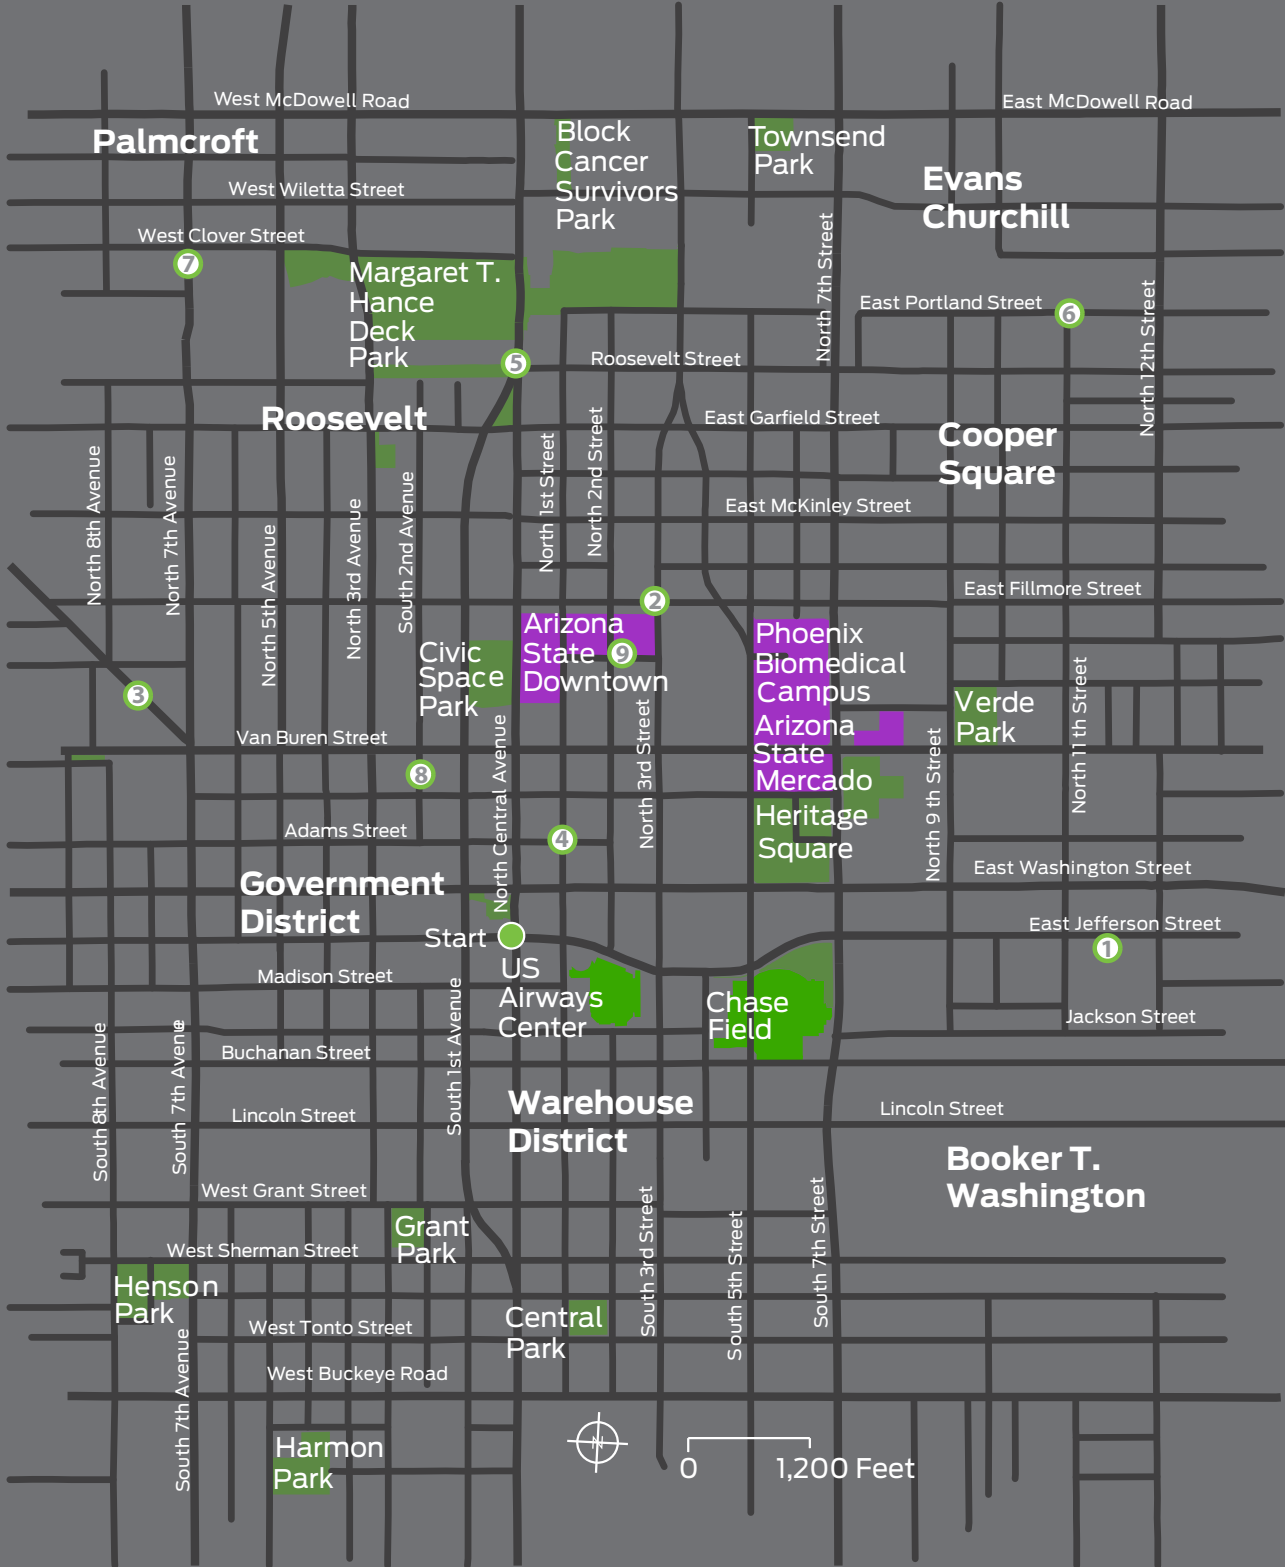 West McDowell Road
East McDowell Road
Palmcroft
Block
Cancer
Survivors
Park
Townsend
Park
West Wiletta Street
Evans
Churchill
West Clover Street
7
Margaret T.
Hance
Deck
Park
North 7th Street
East Portland Street
6
North 12th Street
5
Roosevelt Street
Roosevelt
East Garfield Street
Cooper
Square
North 8th Avenue
North 7th Avenue
North 5th Avenue
North 3rd Avenue
South 2nd Avenue
North 1st Street
North 2nd Street
East McKinley Street
East Fillmore Street
2
Arizona
State
Downtown
9
Phoenix
Biomedical
Campus
Arizona
State
Mercado
Civic
Space
Park
Verde
Park
North 11 th Street
3
Van Buren Street
8
North Central Avenue
North 3rd Street
North 9 th Street
Heritage
Square
Adams Street
4
East Washington Street
Government
District
Start
East Jefferson Street
1
US
Airways
Center
Chase
Field
Madison Street
Jackson Street
South 8th Avenue
South 7th Avenue
South 1st Avenue
Buchanan Street
Warehouse
District
Lincoln Street
Lincoln Street
Booker T.
Washington
West Grant Street
Grant
Park
South 3rd Street
South 5th Street
South 7th Street
West Sherman Street
Henson
Park
Central
Park
West Tonto Street
South 7th Avenue
West Buckeye Road
Harmon
Park
N
0
1,200 Feet